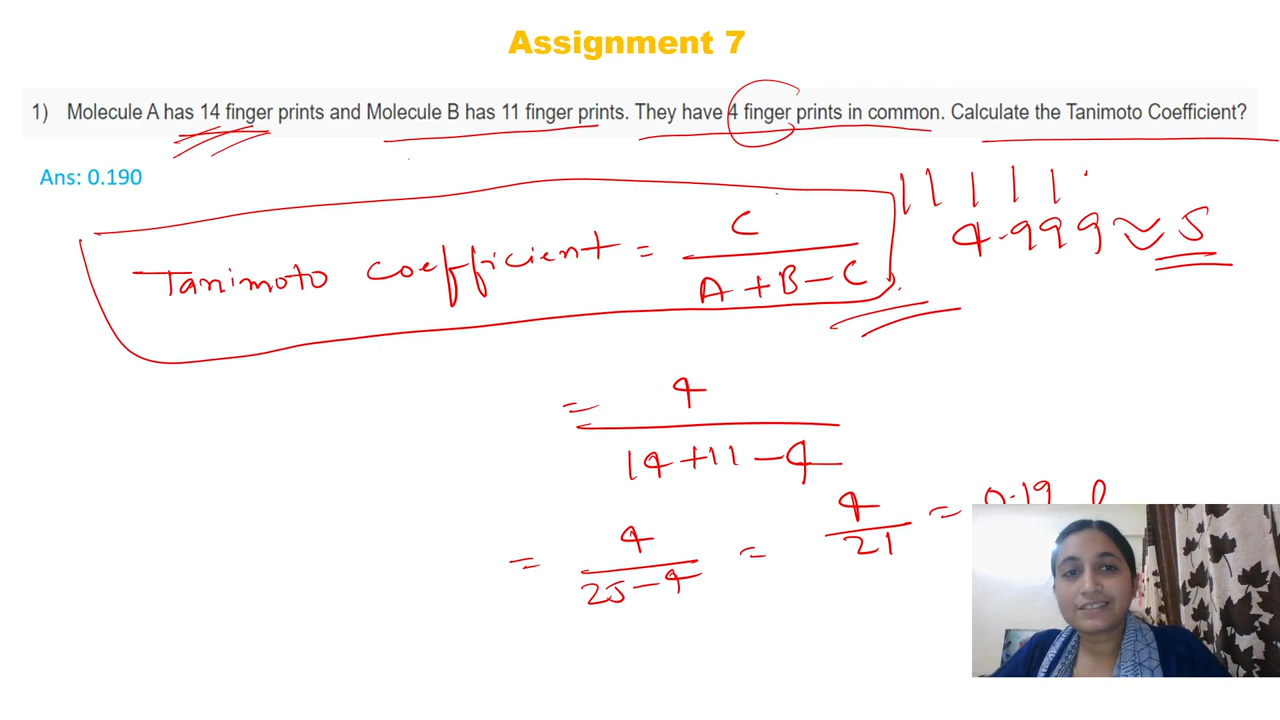 Assignment 7
1) Molecule A has 14 finger prints and Molecule B has 11 finger prints. They have 4 finger prints in common. Calculate the Tanimoto Coefficient?
Ans: 0.190
4.999 ≈ 5
Tanimoto coefficient = C / A + B - C
= 4 / 14 + 11 - 4
= 4 / 25 - 4 = 4 / 21 = 0.19